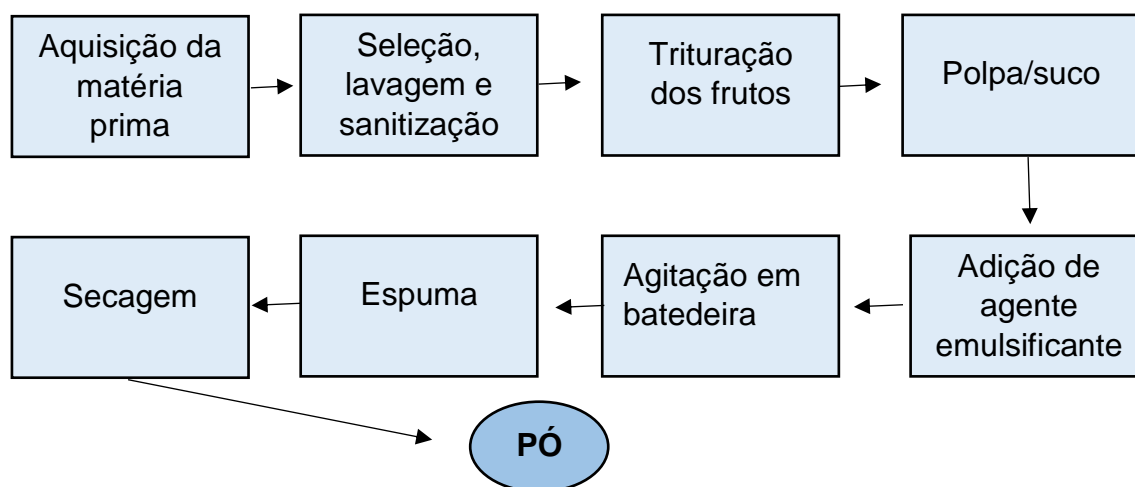 Aquisição da
matéria
prima
Seleção,
lavagem e
sanitização
Trituração
dos frutos
Polpa/suco
Adição de
agente
emulsificante
Agitação em
batedeira
Espuma
Secagem
PÓ